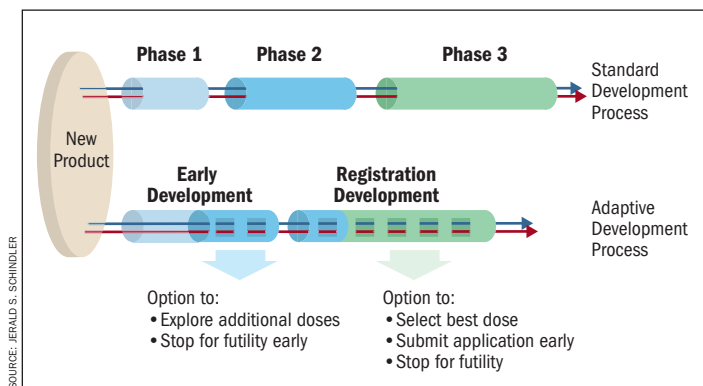 Phase 1
Phase 2
Phase 3
Standard
Development
Process
New
Product
Early
Development
Registration
Development
Adaptive
Development
Process
Option to:
• Explore additional doses
• Stop for futility early
Option to:
• Select best dose
• Submit application early
• Stop for futility
SOURCE: JERALD S. SCHINDLER